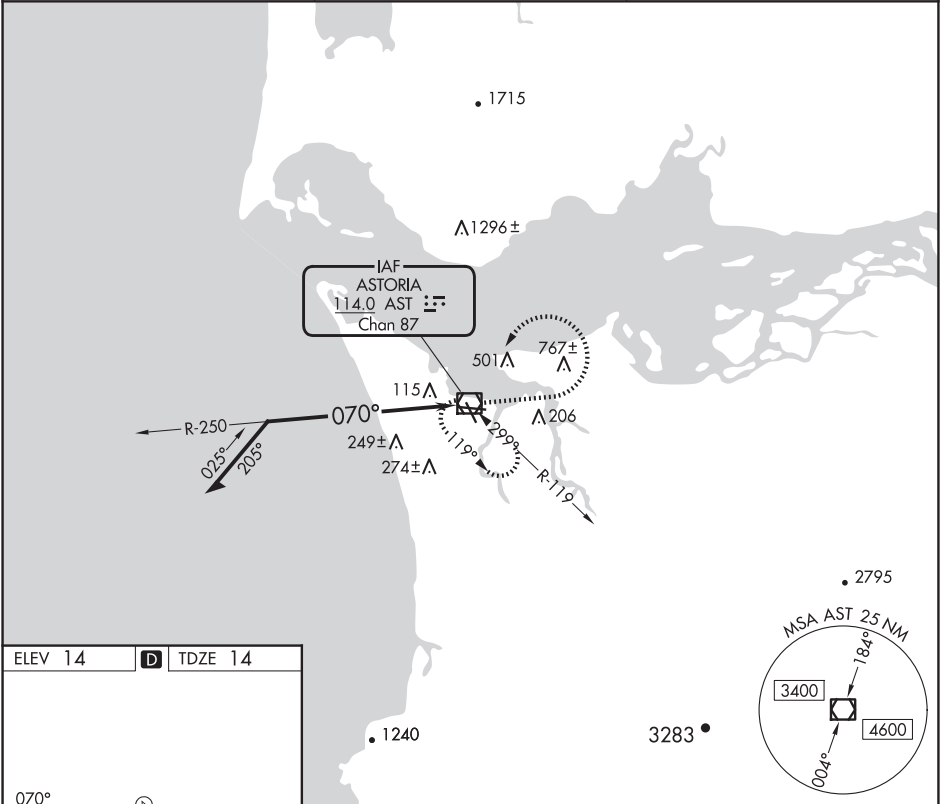 1715
1296±
IAF
ASTORIA
114.0 AST
Chan 87
501
767±
115
206
070°
R-250
025°
205°
249±
274±
119°
299°
R-119
2795
MSA AST 25 NM
184°
3400
4600
004°
ELEV 14 D TDZE 14
1240
3283
070°